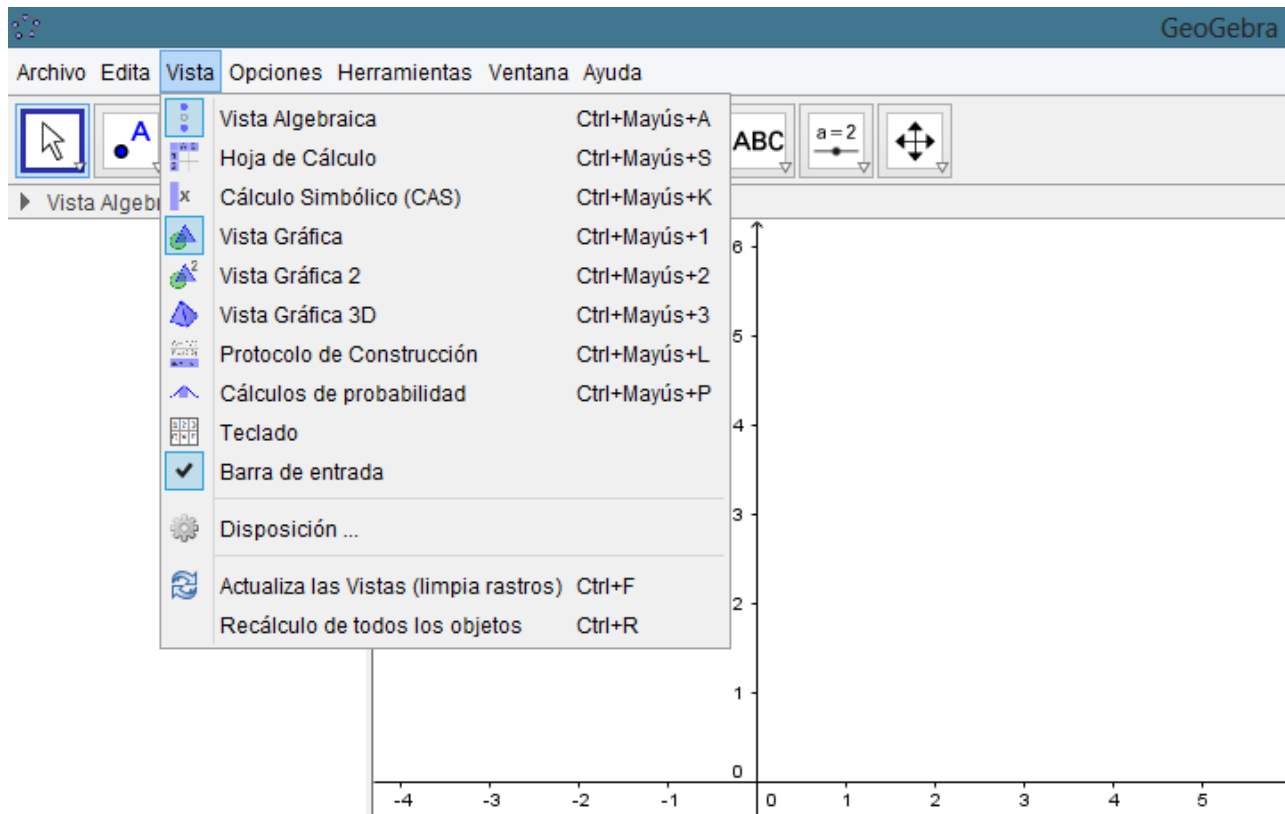 GeoGebra
Archivo Edita Vista Opciones Herramientas Ventana Ayuda
A
ABC
a = 2
Vista Algebr
Vista Algebraica Ctrl+Mayús+A
Hoja de Cálculo Ctrl+Mayús+S
x Cálculo Simbólico (CAS) Ctrl+Mayús+K
Vista Gráfica Ctrl+Mayús+1
2 Vista Gráfica 2 Ctrl+Mayús+2
Vista Gráfica 3D Ctrl+Mayús+3
Protocolo de Construcción Ctrl+Mayús+L
Cálculos de probabilidad Ctrl+Mayús+P
Teclado
Barra de entrada
Disposición ...
Actualiza las Vistas (limpia rastros) Ctrl+F
Recálculo de todos los objetos Ctrl+R
6
5
4
3
2
1
0
-4 -3 -2 -1 0 1 2 3 4 5